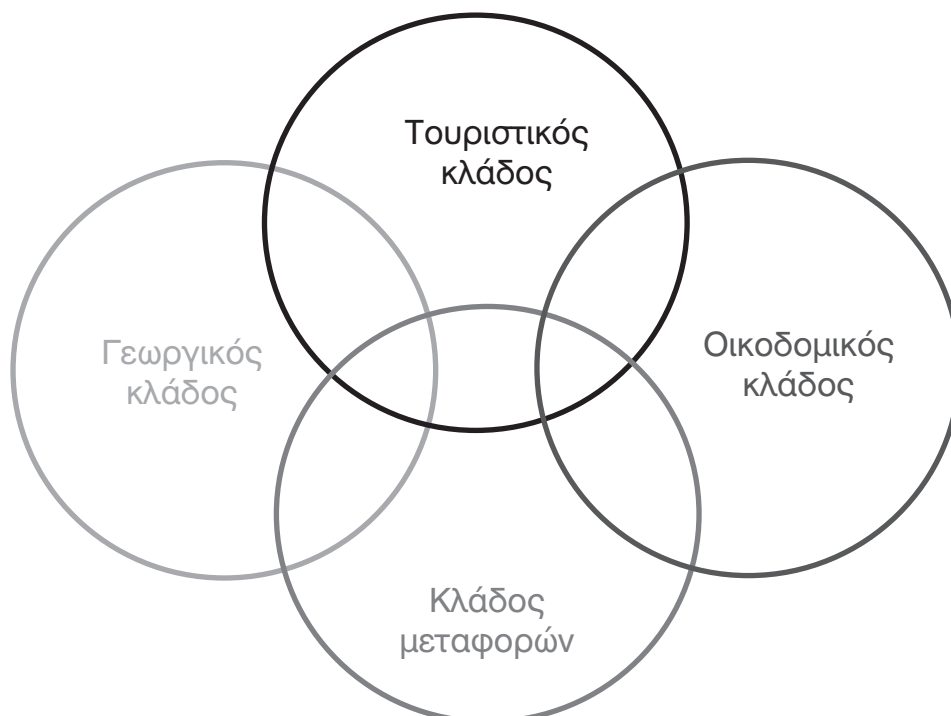 Τουριστικός
κλάδος
Γεωργικός
κλάδος
Οικοδομικός
κλάδος
Κλάδος
μεταφορών